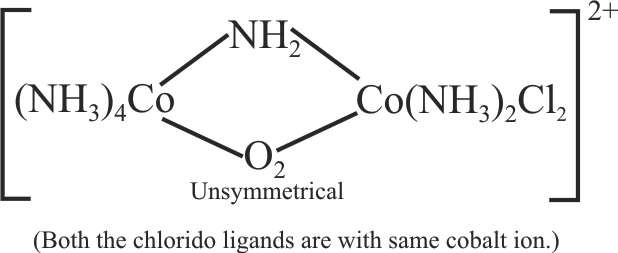 2+
NH₂
(NH₃)₄Co Co(NH₃)₂Cl₂
O₂
Unsymmetrical
(Both the chlorido ligands are with same cobalt ion.)